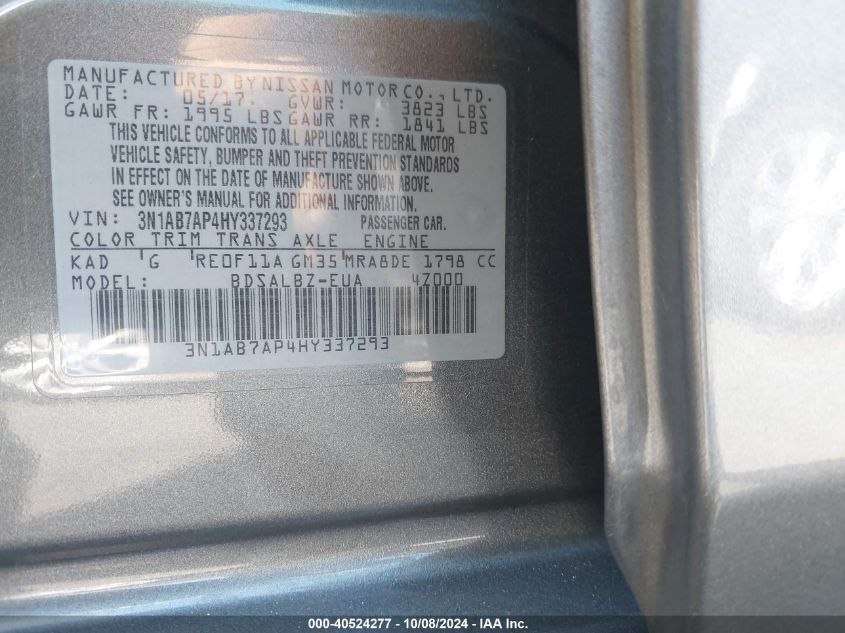 MANUFACTURED BY NISSAN MOTOR CO., LTD.
DATE: 05/17. GVWR: 3823 LBS
GAWR FR: 1995 LBS GAWR RR: 1841 LBS
THIS VEHICLE CONFORMS TO ALL APPLICABLE FEDERAL MOTOR
VEHICLE SAFETY, BUMPER AND THEFT PREVENTION STANDARDS
IN EFFECT ON THE DATE OF MANUFACTURE SHOWN ABOVE.
SEE OWNER'S MANUAL FOR ADDITIONAL INFORMATION.
VIN: 3N1AB7AP4HY337293 PASSENGER CAR.
COLOR TRIM TRANS AXLE ENGINE
KAD 'G 'RE0F11A GM35 MRA8DE 1798 CC
MODEL: BDSALBZ-EUA 4Z000
3N1AB7AP4HY337293
000-40524277 - 10/08/2024 - IAA, Inc.